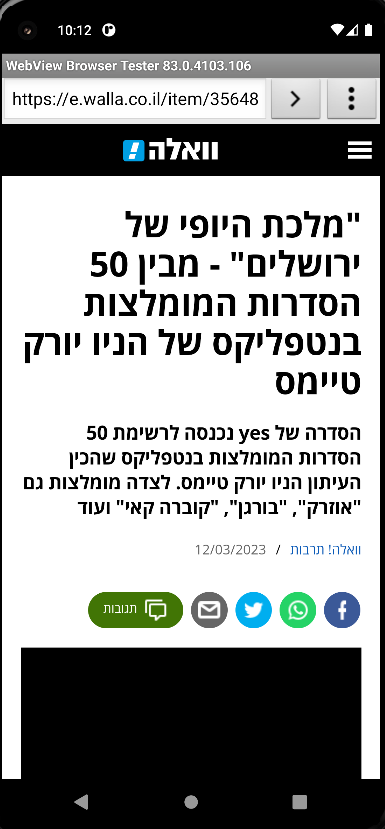 10:12
WebView Browser Tester 83.0.4103.106
https://e.walla.co.il/item/35648
וואלה!
"מלכת היופי של
ירושלים" - מבין 50
הסדרות המומלצות
בנטפליקס של הניו יורק
טיימס
הסדרה של yes נכנסה לרשימת 50
הסדרות המומלצות בנטפליקס שהכין
העיתון הניו יורק טיימס. לצדה מומלצות גם
"אוזרק", "בורגן", "קוברה קאי" ועוד
וואלה! תרבות / 12/03/2023
תגובות